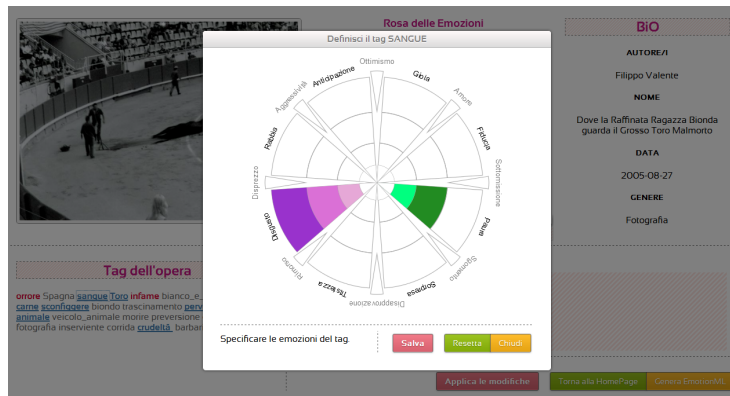 Rosa delle Emozioni
BiO
Definisci il tag SANGUE
AUTORE/I
Filippo Valente
NOME
Dove la Raffinata Ragazza Bionda
guarda il Grosso Toro Malmorto
DATA
2005-08-27
GENERE
Fotografia
Ottimismo
Anticipazione
Gioia
Aggressività
Amore
Rabbia
Fiducia
Disprezzo
Sottomissione
Disgusto
Paura
Rimorso
Sgomento
Tristezza
Sorpresa
Disapprovazione
Tag dell'opera
orrore Spagna sangue Toro infame bianco_e_
carne sconfiggere biondo trascinamento perv
animale veicolo_animale morire preversione
fotografia inserviente corrida crudeltà barbar
Specificare le emozioni del tag.
Salva
Resetta
Chiudi
Applica le modifiche
Torna alla HomePage
Genera EmotionML